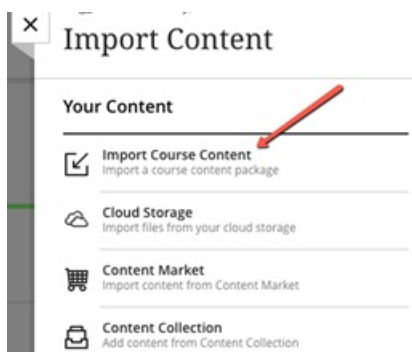 Import Content
Your Content
Import Course Content
Import a course content package
Cloud Storage
Import files from your cloud storage
Content Market
Import content from Content Market
Content Collection
Add content from Content Collection